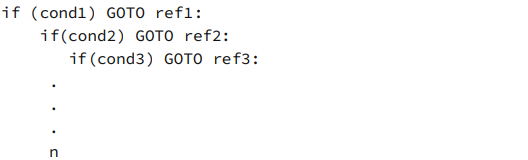 if (cond1) GOTO ref1:
if(cond2) GOTO ref2:
if(cond3) GOTO ref3:
.
.
.
n